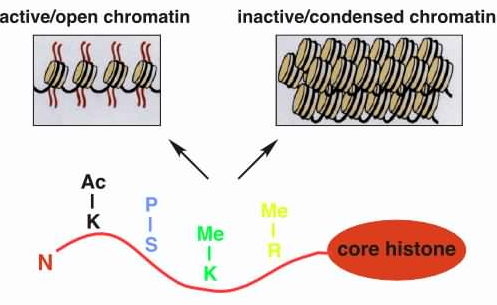 active/open chromatin
inactive/condensed chromatin
Ac
K
P
S
Me
K
Me
R
N
core histone